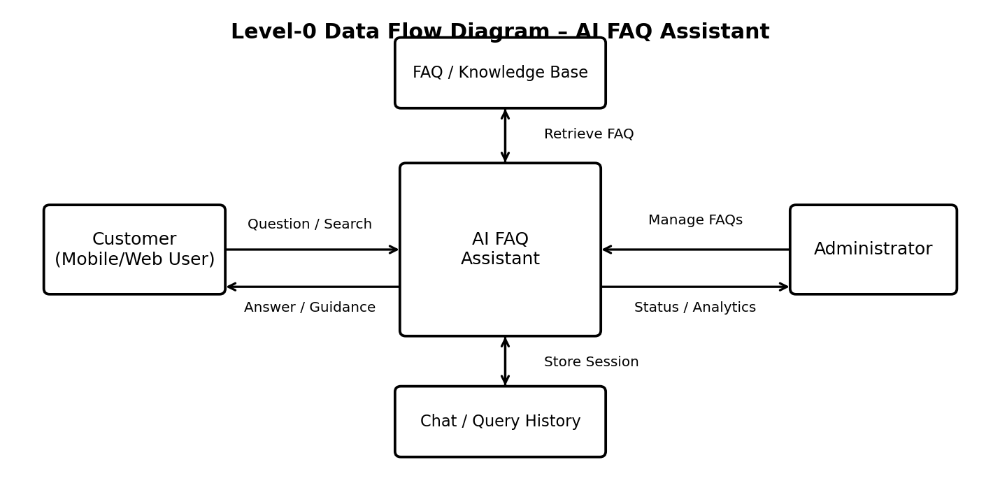 Level-0 Data Flow Diagram – AI FAQ Assistant
FAQ / Knowledge Base
Retrieve FAQ
Customer
(Mobile/Web User)
Question / Search
Answer / Guidance
AI FAQ
Assistant
Manage FAQs
Status / Analytics
Administrator
Store Session
Chat / Query History